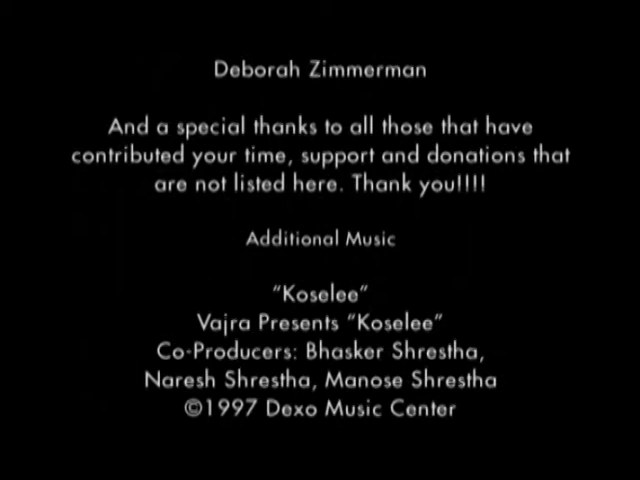 Deborah Zimmerman
And a special thanks to all those that have
contributed your time, support and donations that
are not listed here. Thank you!!!!
Additional Music
"Koselee"
Vajra Presents "Koselee"
Co-Producers: Bhasker Shrestha,
Naresh Shrestha, Manose Shrestha
©1997 Dexo Music Center